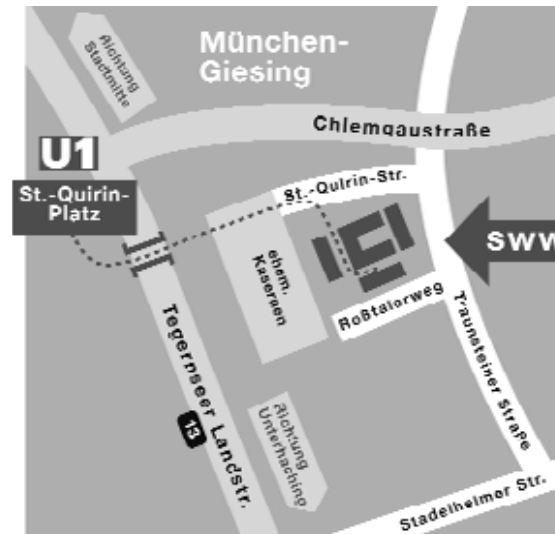 München-
Giesing
Richtung
Stadtmitte
Chiemgaustraße
U1
St.-Quirin-
Platz
St.-Quirin-Str.
SWW
ehem.
Kasernen
Roßtalerweg
Traunsteiner Straße
Tegernseer Landstr.
13
Richtung
Unterhaching
Stadelheimer Str.